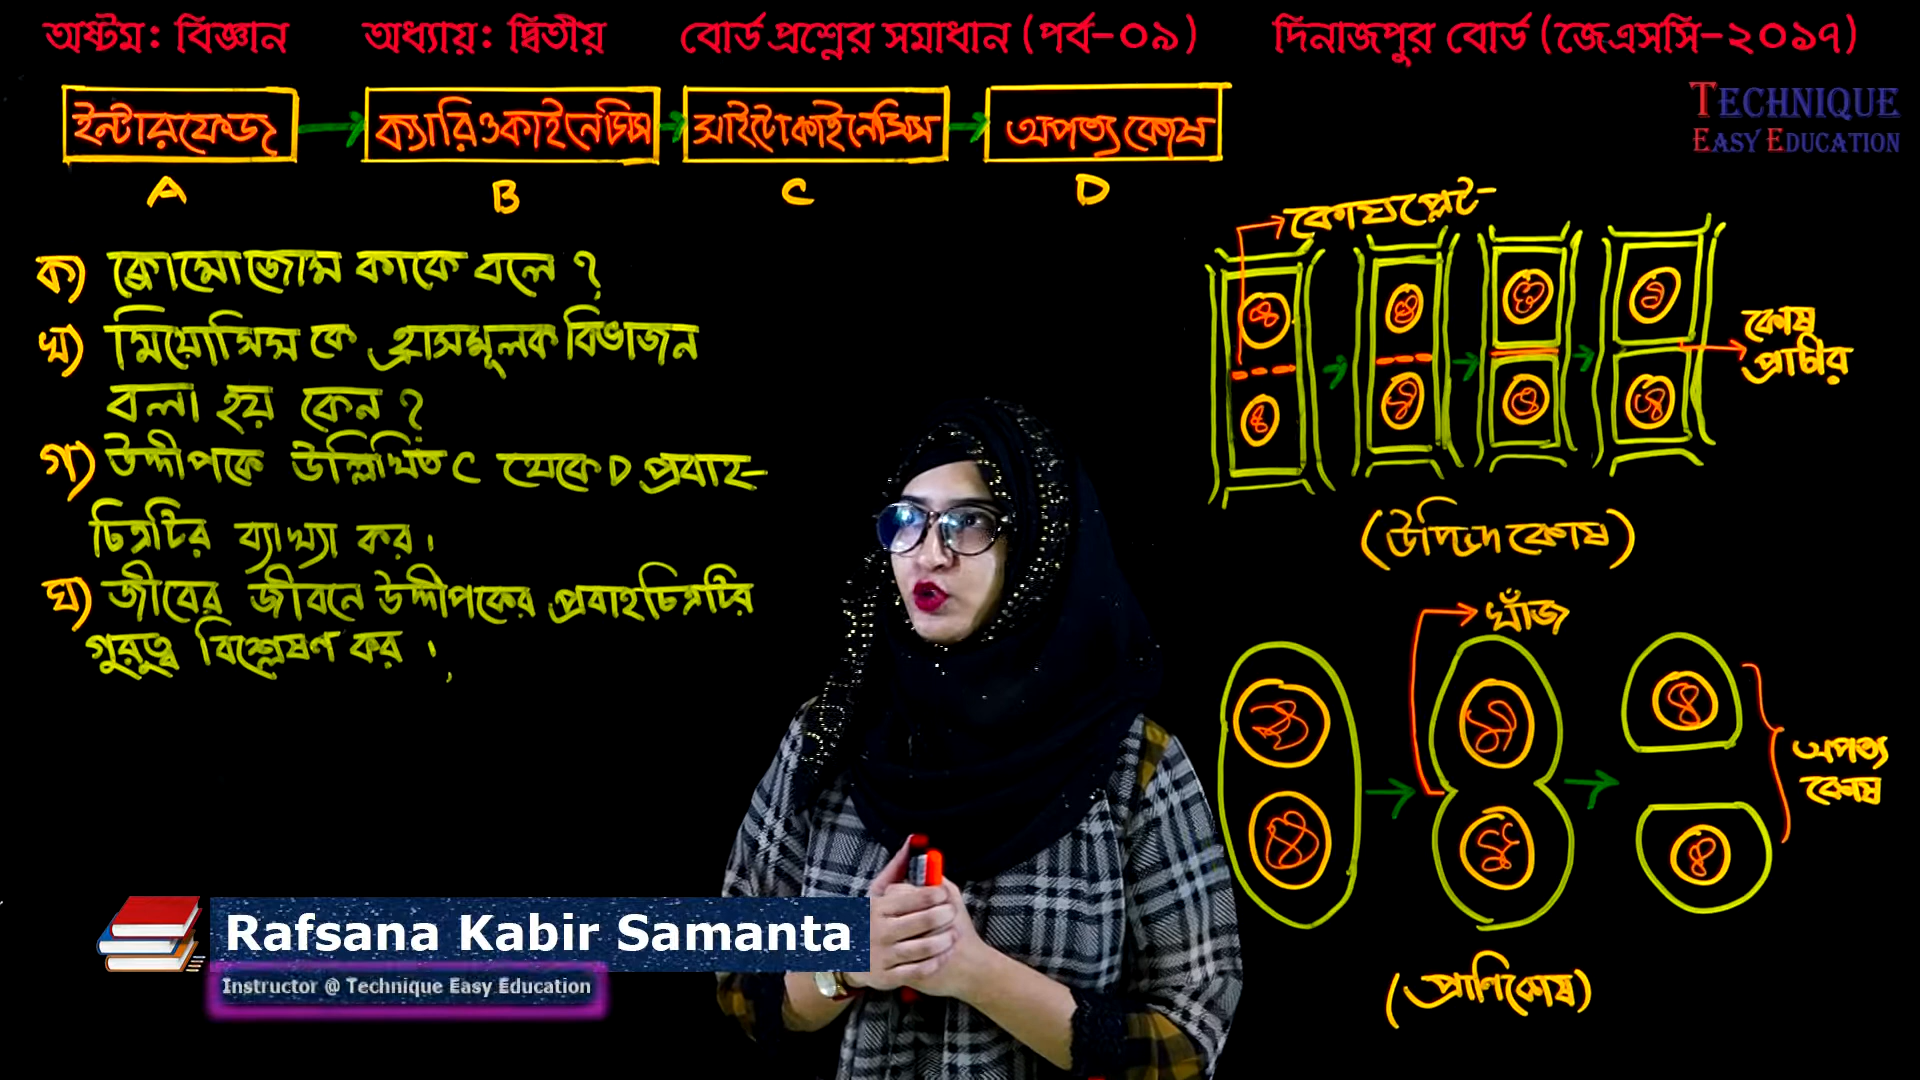 অষ্টম: বিজ্ঞান অধ্যায়: দ্বিতীয় বোর্ড প্রশ্নের সমাধান (পর্ব-০৯) দিনাজপুর বোর্ড (জেএসসি-২০১৭)
TECHNIQUE
EASY EDUCATION
ইন্টারফেজ ক্যারিওকাইনেসিস সাইটোকাইনেসিস অপত্য কোষ
A B C D
ক) ক্রোমোজোম কাকে বলে ?
খ) মিয়োসিস কে হ্রাসমূলক বিভাজন
বলা হয় কেন ?
গ) উদ্দীপকে উল্লিখিত C থেকে D প্রবাহ-
চিত্রটির ব্যাখ্যা কর।
ঘ) জীবের জীবনে উদ্দীপকের প্রবাহচিত্রটির
গুরুত্ব বিশ্লেষণ কর।
কোষপ্লেট
কোষ
প্রাচীর
(উদ্ভিদ কোষ)
খাঁজ
অপত্য
কোষ
(প্রাণিকোষ)
Rafsana Kabir Samanta
Instructor @ Technique Easy Education